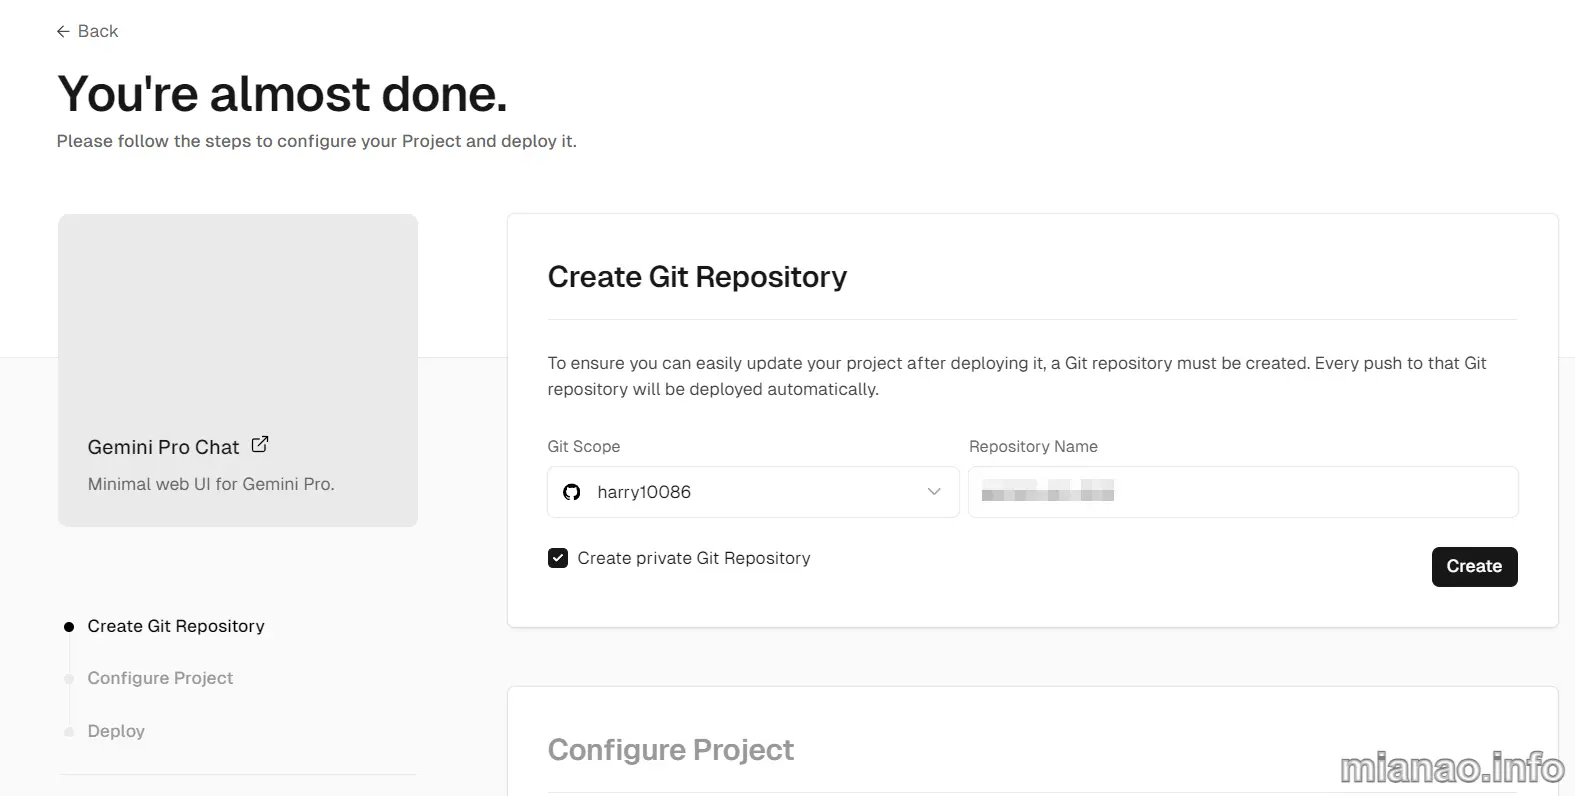 Back
You're almost done.
Please follow the steps to configure your Project and deploy it.
Gemini Pro Chat
Minimal web UI for Gemini Pro.
Create Git Repository
Configure Project
Deploy
Create Git Repository
To ensure you can easily update your project after deploying it, a Git repository must be created. Every push to that Git
repository will be deployed automatically.
Git Scope
Repository Name
harry10086
Create private Git Repository
Create
Configure Project
mianao.info